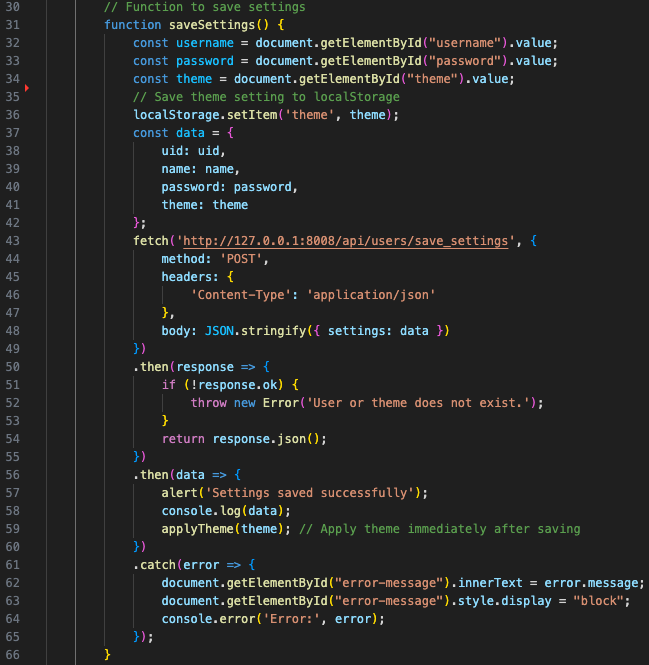 30 // Function to save settings
31 function saveSettings() {
32 const username = document.getElementById("username").value;
33 const password = document.getElementById("password").value;
34 const theme = document.getElementById("theme").value;
35 // Save theme setting to localStorage
36 localStorage.setItem('theme', theme);
37 const data = {
38 uid: uid,
39 name: name,
40 password: password,
41 theme: theme
42 };
43 fetch('http://127.0.0.1:8008/api/users/save_settings', {
44 method: 'POST',
45 headers: {
46 'Content-Type': 'application/json'
47 },
48 body: JSON.stringify({ settings: data })
49 })
50 .then(response => {
51 if (!response.ok) {
52 throw new Error('User or theme does not exist.');
53 }
54 return response.json();
55 })
56 .then(data => {
57 alert('Settings saved successfully');
58 console.log(data);
59 applyTheme(theme); // Apply theme immediately after saving
60 })
61 .catch(error => {
62 document.getElementById("error-message").innerText = error.message;
63 document.getElementById("error-message").style.display = "block";
64 console.error('Error:', error);
65 });
66 }